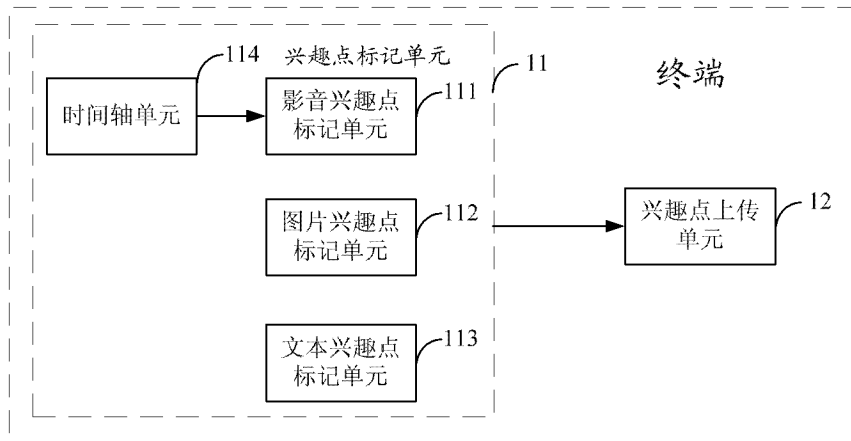 114
兴趣点标记单元
11
终端
时间轴单元
影音兴趣点
标记单元
111
图片兴趣点
标记单元
112
兴趣点上传
单元
12
文本兴趣点
标记单元
113